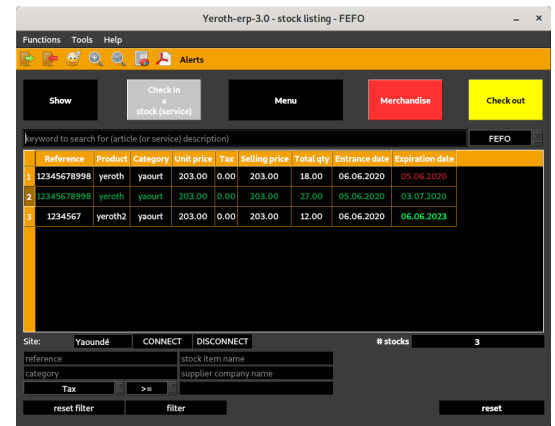 Yeroth-erp-3.0 - stock listing - FEFO
Functions Tools Help
Alerts
Show
Check in
a
stock (service)
Menu
Merchandise
Check out
keyword to search for (article (or service) description)
FEFO
Reference Product Category Unit price Tax Selling price Total qty Entrance date Expiration date
1 12345678998 yeroth yaourt 203.00 0.00 203.00 18.00 06.06.2020 05.06.2020
2 12345678998 yeroth yaourt 203.00 0.00 203.00 27.00 05.06.2020 03.07.2020
3 1234567 yeroth2 yaourt 203.00 0.00 203.00 12.00 06.06.2020 06.06.2023
Site: Yaoundé CONNECT DISCONNECT # stocks 3
reference stock item name
category supplier company name
Tax >=
reset filter filter reset